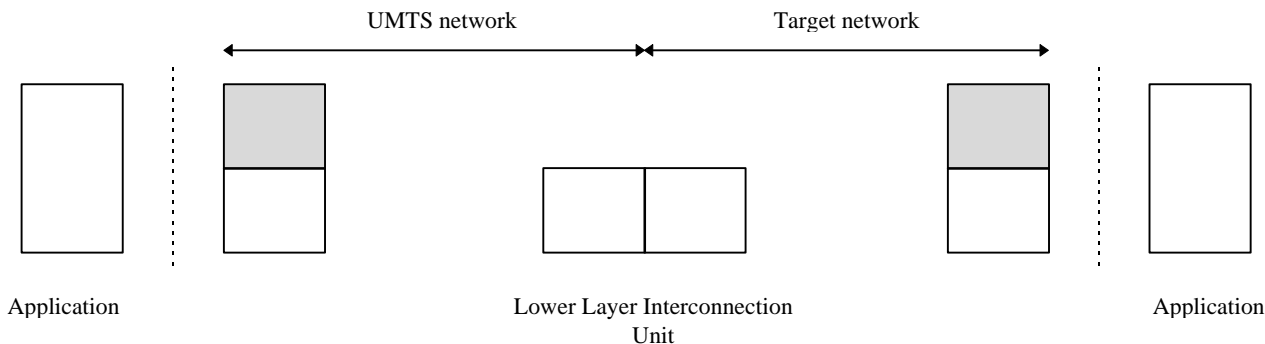 UMTS network
Target network
Application
Lower Layer Interconnection
Unit
Application